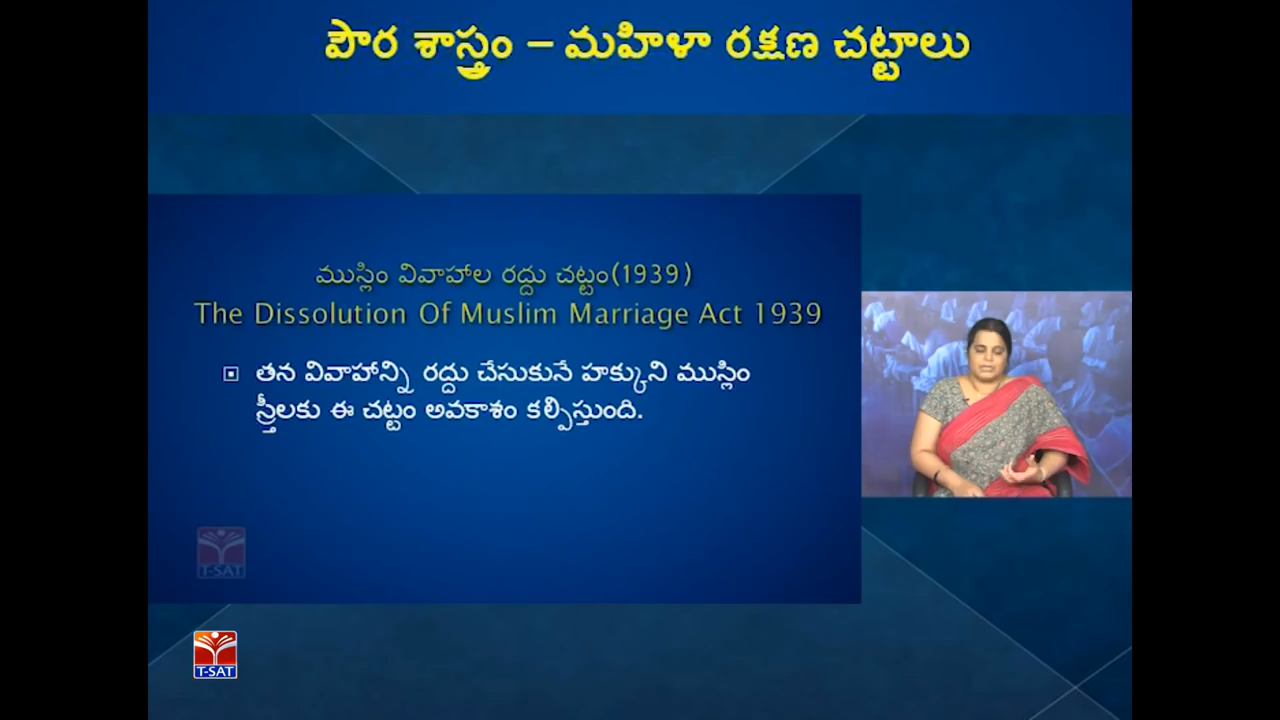 పౌర శాస్త్రం – మహిళా రక్షణ చట్టాలు
ముస్లిం వివాహాల రద్దు చట్టం(1939)
The Dissolution Of Muslim Marriage Act 1939
తన వివాహాన్ని రద్దు చేసుకునే హక్కుని ముస్లిం
స్త్రీలకు ఈ చట్టం అవకాశం కల్పిస్తుంది.
T-SAT
T-SAT